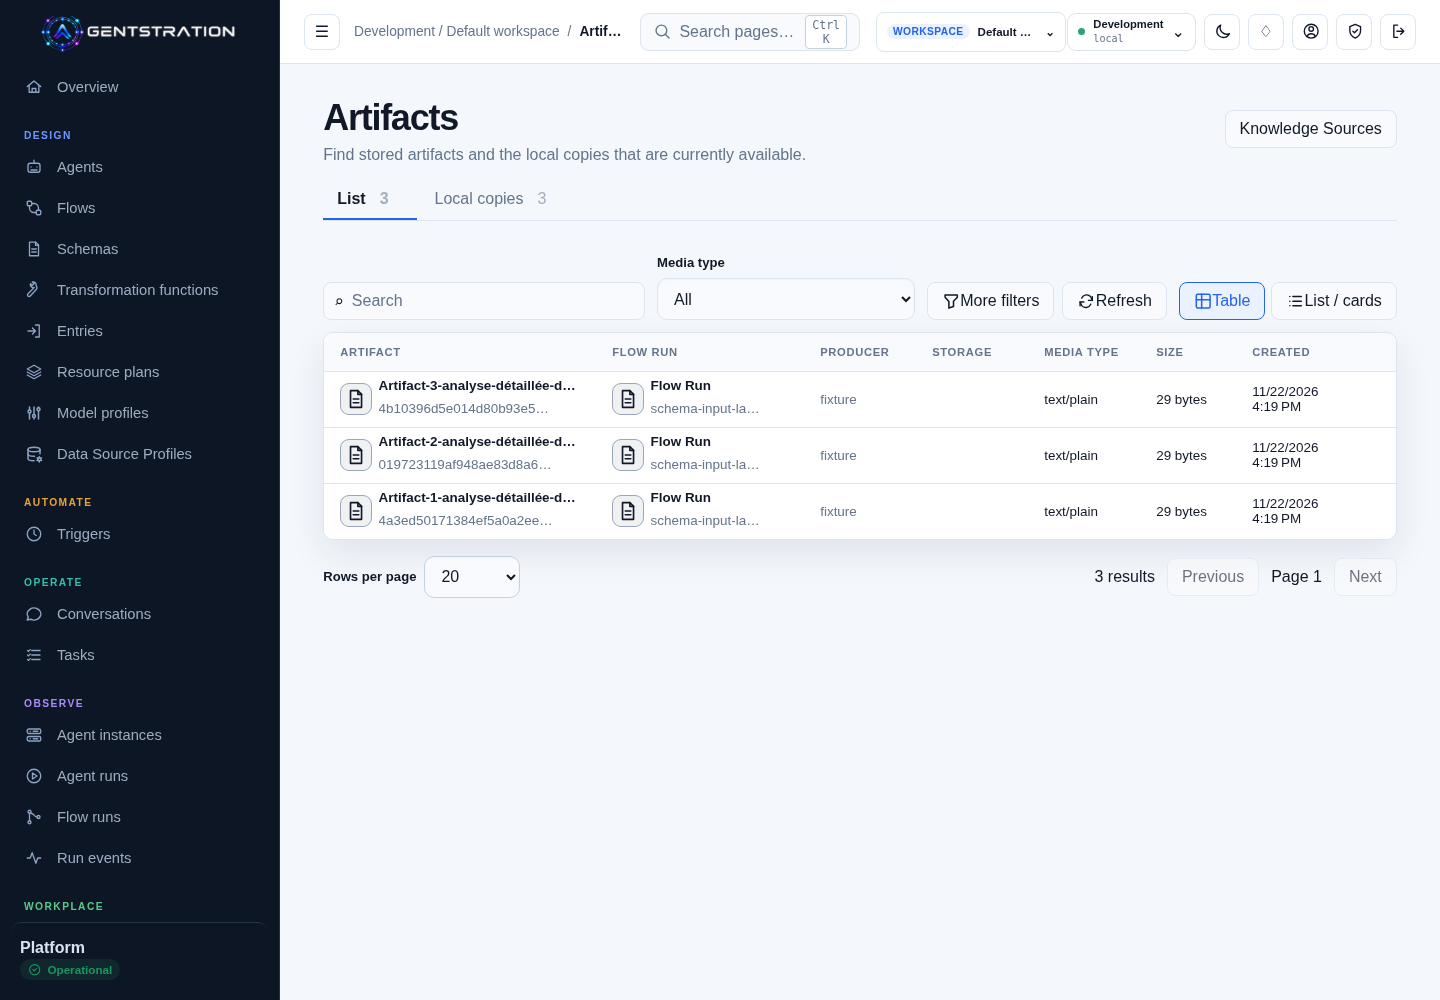 GENTSTRATION
Overview
DESIGN
Agents
Flows
Schemas
Transformation functions
Entries
Resource plans
Model profiles
Data Source Profiles
AUTOMATE
Triggers
OPERATE
Conversations
Tasks
OBSERVE
Agent instances
Agent runs
Flow runs
Run events
WORKPLACE
Platform
Operational
Development / Default workspace / Artif…
Search pages… Ctrl K
WORKSPACE Default …
Development
local
Artifacts
Find stored artifacts and the local copies that are currently available.
Knowledge Sources
List 3 Local copies 3
Media type
Search
All
More filters
Refresh
Table
List / cards
ARTIFACT FLOW RUN PRODUCER STORAGE MEDIA TYPE SIZE CREATED
Artifact-3-analyse-détaillée-d… Flow Run
4b10396d5e014d80b93e5… schema-input-la… fixture text/plain 29 bytes 11/22/2026 4:19 PM
Artifact-2-analyse-détaillée-d… Flow Run
019723119af948ae83d8a6… schema-input-la… fixture text/plain 29 bytes 11/22/2026 4:19 PM
Artifact-1-analyse-détaillée-d… Flow Run
4a3ed50171384ef5a0a2ee… schema-input-la… fixture text/plain 29 bytes 11/22/2026 4:19 PM
Rows per page 20
3 results Previous Page 1 Next